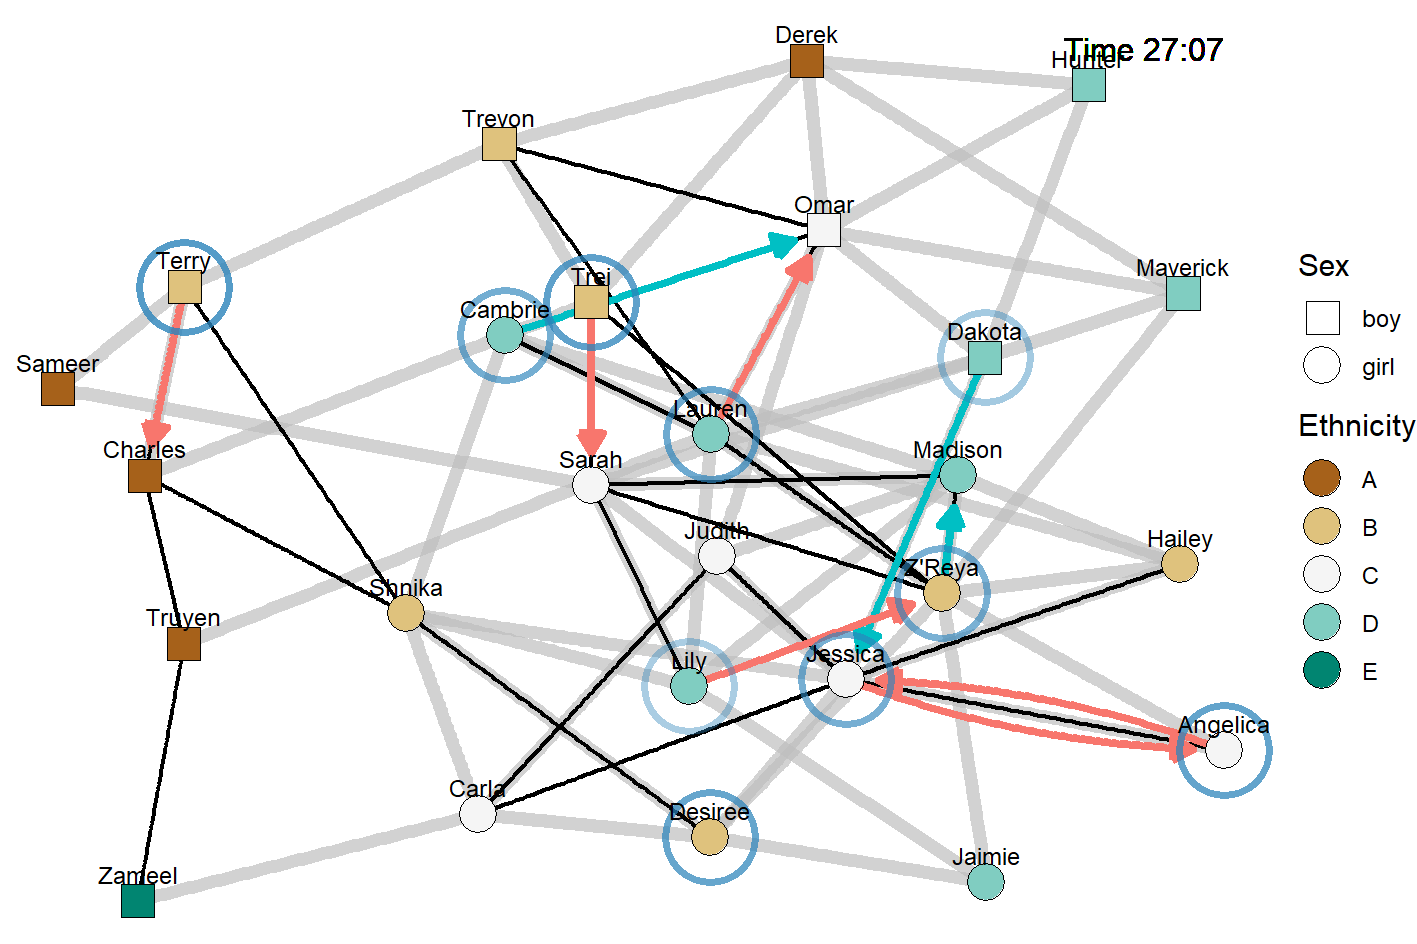 Derek
Time 27:07
Hunter
Trevon
Omar
Terry
Trei
Maverick
Cambrie
Dakota
Sameer
Lauren
Charles
Sarah
Madison
Judith
Hailey
Z'Reya
Shnika
Truyen
Lily
Jessica
Angelica
Carla
Desiree
Jaimie
Zameel
Sex
boy
girl
Ethnicity
A
B
C
D
E